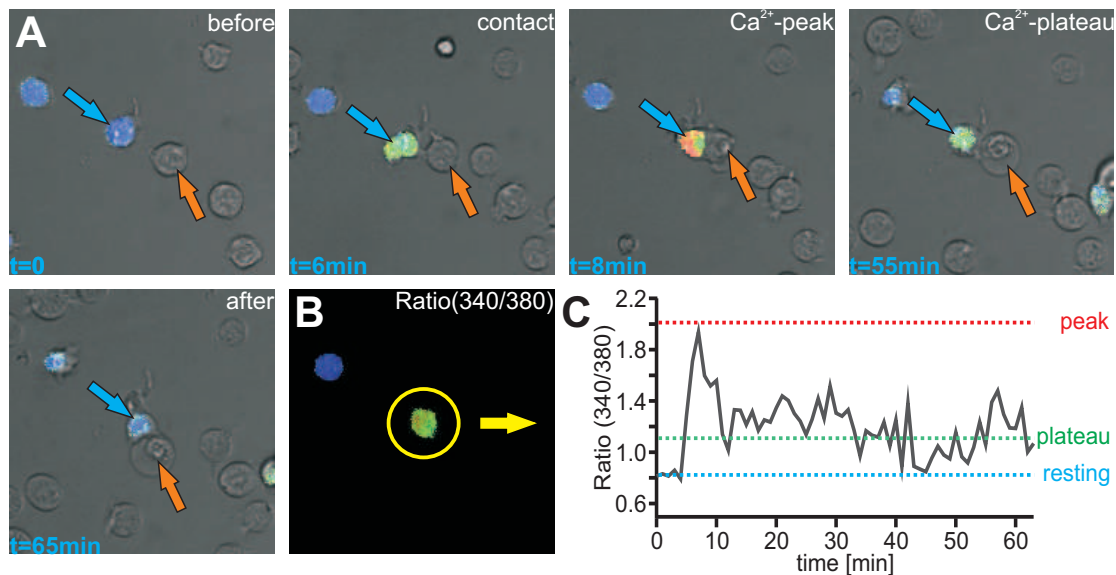 A
before
t=0
contact
t=6min
Ca²⁺-peak
t=8min
Ca²⁺-plateau
t=55min
after
t=65min
B
Ratio(340/380)
C
Ratio (340/380)
2.2
1.8
1.4
1.0
0.6
peak
plateau
resting
0 10 20 30 40 50 60
time [min]